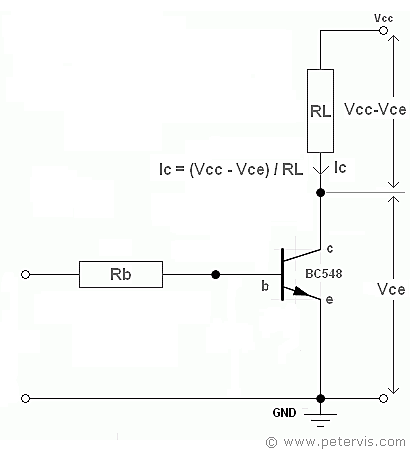 Vcc
RL
Vcc-Vce
Ic = (Vcc - Vce) / RL
Ic
c
Rb
b
BC548
e
Vce
GND
© www.petervis.com